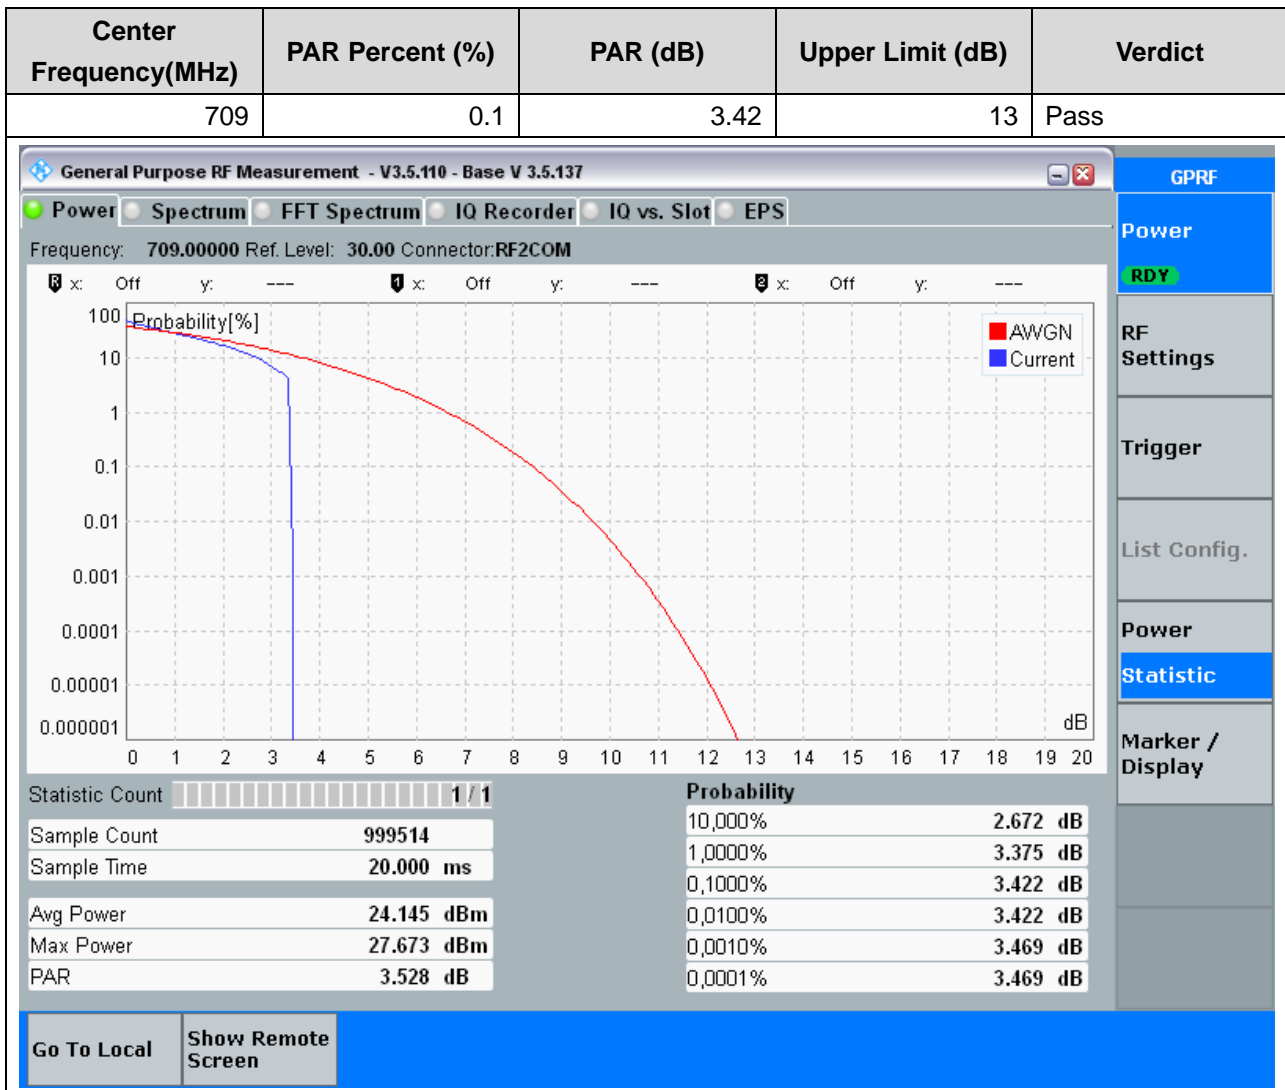 Center Frequency(MHz) PAR Percent (%) PAR (dB) Upper Limit (dB) Verdict
709 0.1 3.42 13 Pass
General Purpose RF Measurement - V3.5.110 - Base V 3.5.137
GPRF
Power Spectrum FFT Spectrum IQ Recorder IQ vs. Slot EPS
Frequency: 709.00000 Ref. Level: 30.00 Connector:RF2COM
R x: Off y: --- 1 x: Off y: --- 2 x: Off y: ---
Probability[%]
AWGN
Current
100
10
1
0.1
0.01
0.001
0.0001
0.00001
0.000001
dB
0 1 2 3 4 5 6 7 8 9 10 11 12 13 14 15 16 17 18 19 20
Statistic Count 1 / 1
Sample Count 999514
Sample Time 20.000 ms
Avg Power 24.145 dBm
Max Power 27.673 dBm
PAR 3.528 dB
Probability
10,000% 2.672 dB
1,0000% 3.375 dB
0,1000% 3.422 dB
0,0100% 3.422 dB
0,0010% 3.469 dB
0,0001% 3.469 dB
Power
RDY
RF
Settings
Trigger
List Config.
Power
Statistic
Marker /
Display
Go To Local
Show Remote
Screen